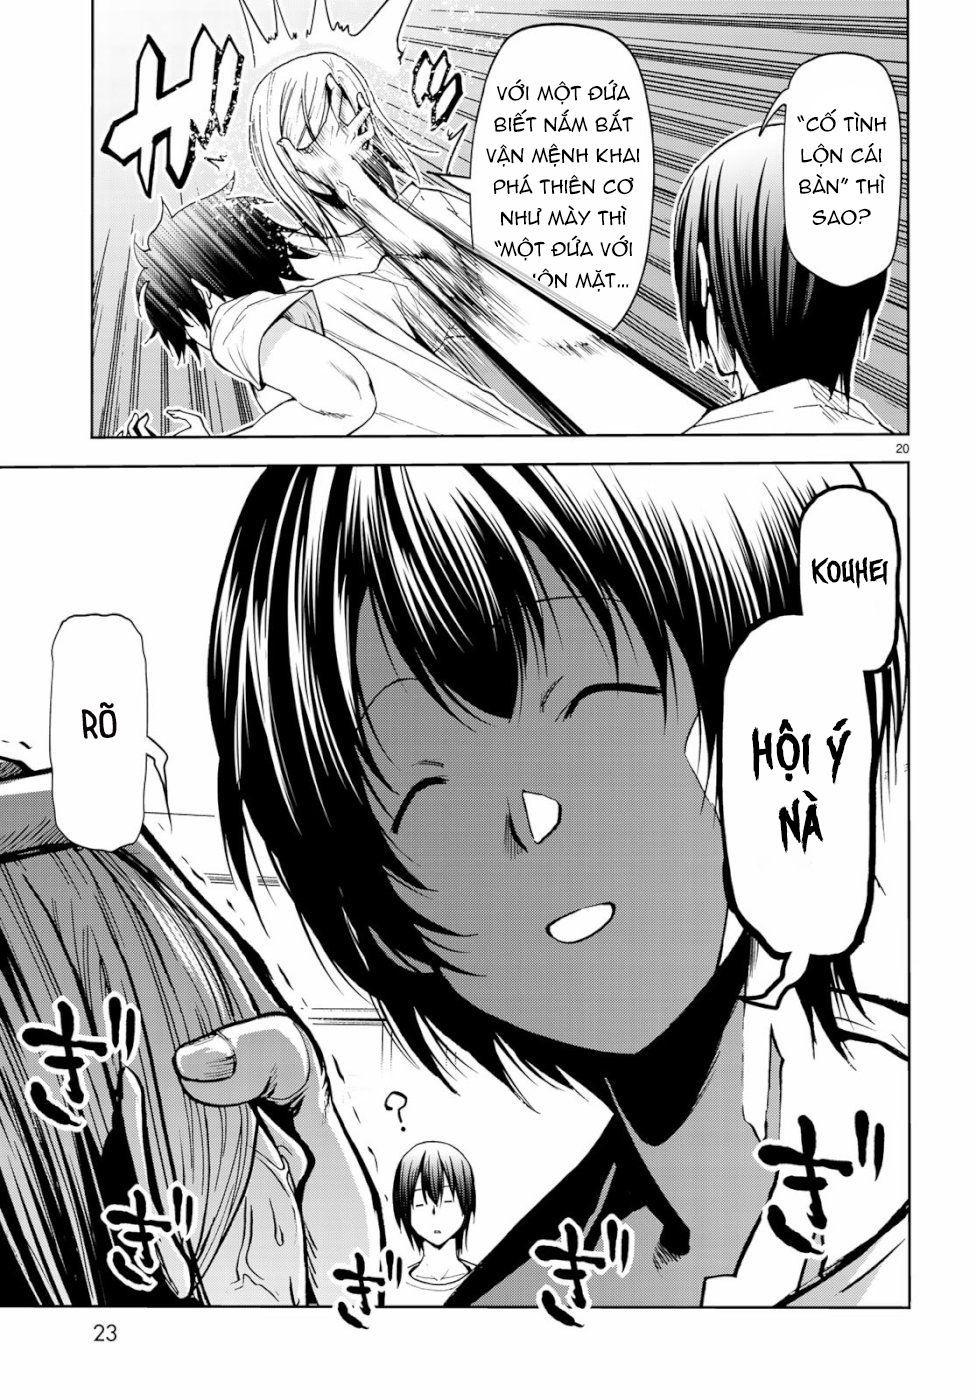 "CỐ TÌNH
LỘN CÁI
BÀN" THÌ
SAO?
VỚI MỘT ĐỨA
BIẾT NẮM BẮT
VẬN MỆNH KHAI
PHÁ THIÊN CƠ
NHƯ MÀY THÌ
"MỘT ĐỨA VỚI
MẶT...
20
KOUHEI
HỘI Ý
NÀ
RÕ
ぎぎ
ぎぎ
ぎぎ
ぎぎ
?
23